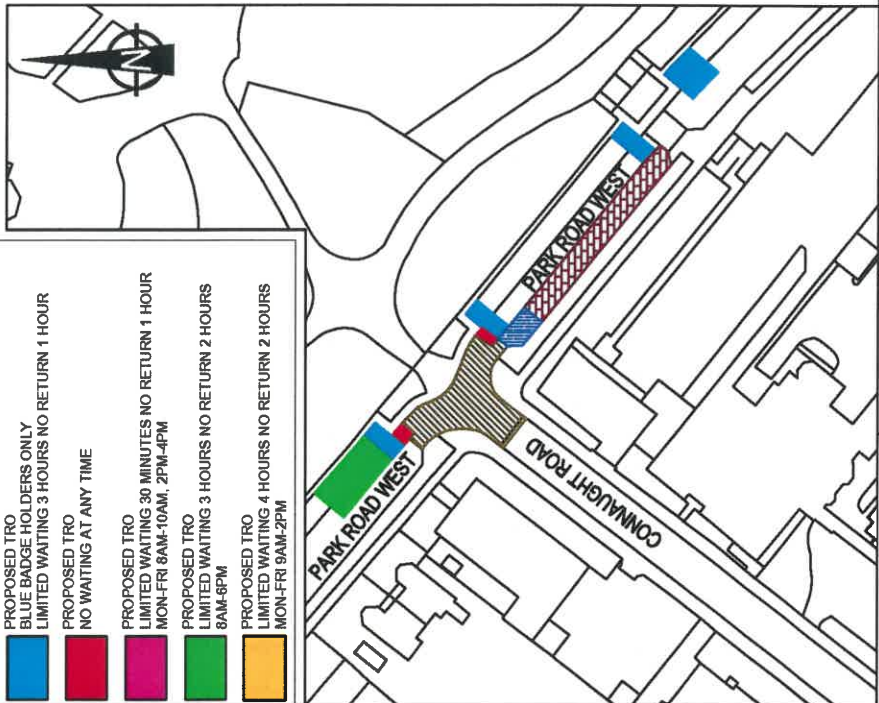 N
PROPOSED TRO
BLUE BADGE HOLDERS ONLY
LIMITED WAITING 3 HOURS NO RETURN 1 HOUR
PROPOSED TRO
NO WAITING AT ANY TIME
PROPOSED TRO
LIMITED WAITING 30 MINUTES NO RETURN 1 HOUR
MON-FRI 8AM-10AM, 2PM-4PM
PROPOSED TRO
LIMITED WAITING 3 HOURS NO RETURN 2 HOURS
8AM-6PM
PROPOSED TRO
LIMITED WAITING 4 HOURS NO RETURN 2 HOURS
MON-FRI 9AM-2PM
PARK ROAD WEST
PARK ROAD WEST
CONNAUGHT ROAD